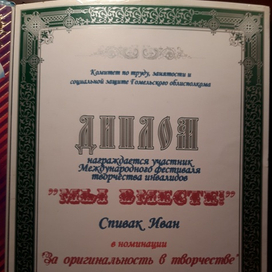 Комитет по труду, занятости и
социальной защите Гомельского облисполкома
ДИПЛОМ
награждается участник
Международного фестиваля
творчества инвалидов
"МЫ ВМЕСТЕ!"
Спивак Иван
в номинации
"За оригинальность в творчестве"